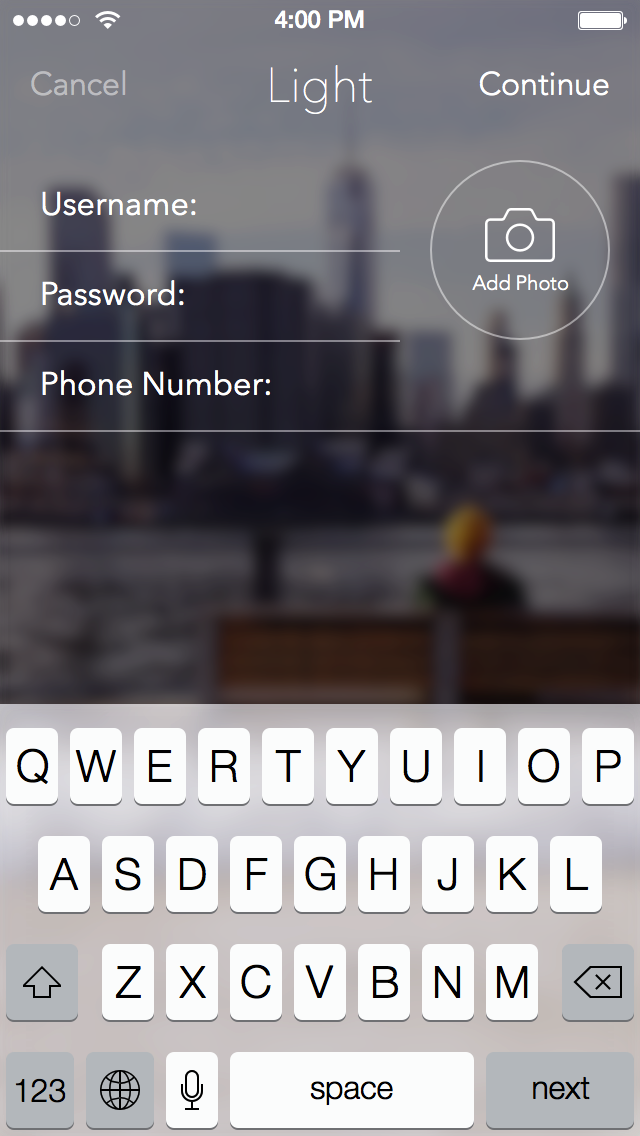 4:00 PM
Cancel Light Continue
Username:
Add Photo
Password:
Phone Number:
Q W E R T Y U I O P
A S D F G H J K L
Z X C V B N M
123 space next